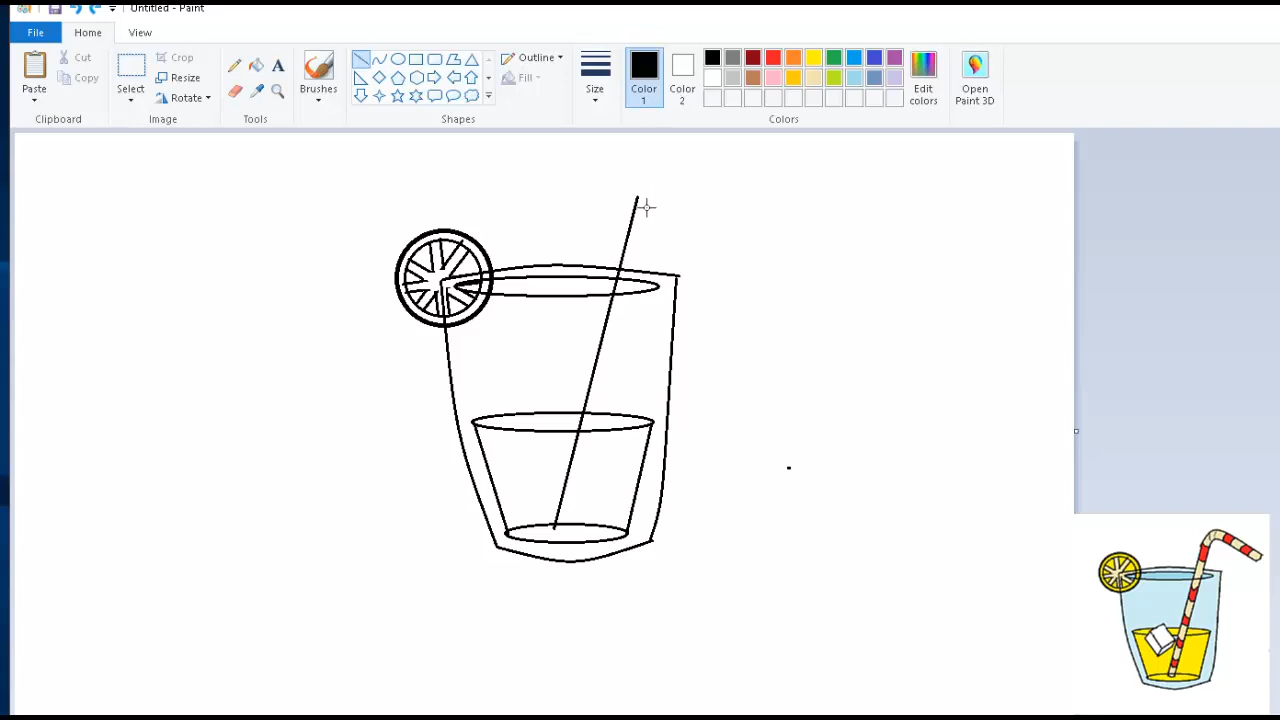 Untitled - Paint
File Home View
Cut
Copy
Paste
Clipboard
Crop
Resize
Rotate
Select
Image
A
Tools
Brushes
Outline
Fill
Shapes
Size
Color
1
Color
2
Edit
colors
Colors
Open
Paint 3D